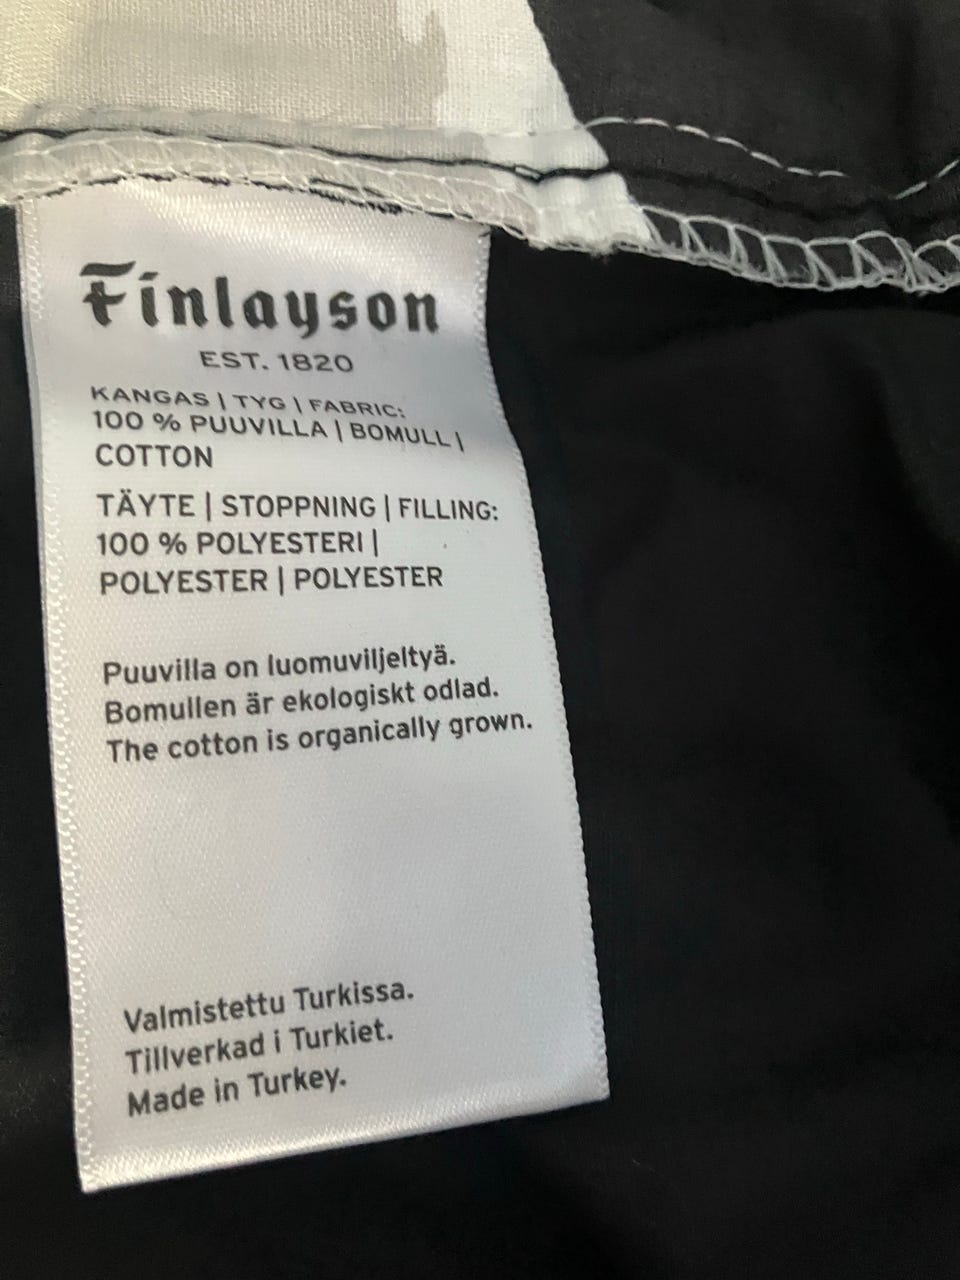 Finlayson
EST. 1820
KANGAS | TYG | FABRIC:
100 % PUUVILLA | BOMULL |
COTTON
TÄYTE | STOPPNING | FILLING:
100 % POLYESTERI |
POLYESTER | POLYESTER
Puuvilla on luomuviljeltyä.
Bomullen är ekologiskt odlad.
The cotton is organically grown.
Valmistettu Turkissa.
Tillverkad i Turkiet.
Made in Turkey.